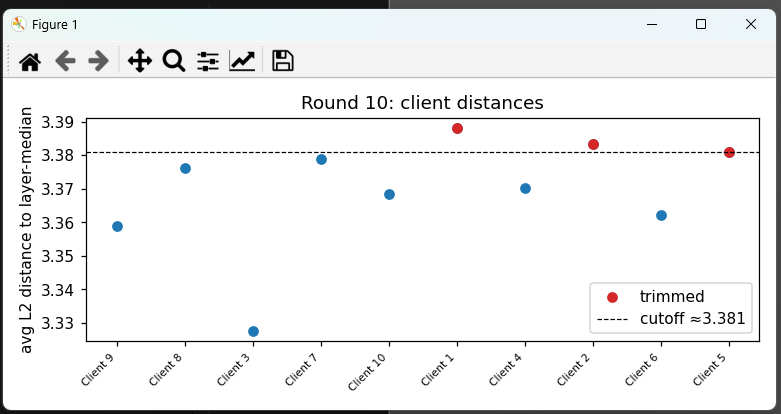 Figure 1
Round 10: client distances
avg L2 distance to layer-median
3.39
3.38
3.37
3.36
3.35
3.34
3.33
trimmed
cutoff ≈3.381
Client 9
Client 8
Client 3
Client 7
Client 10
Client 1
Client 4
Client 2
Client 6
Client 5